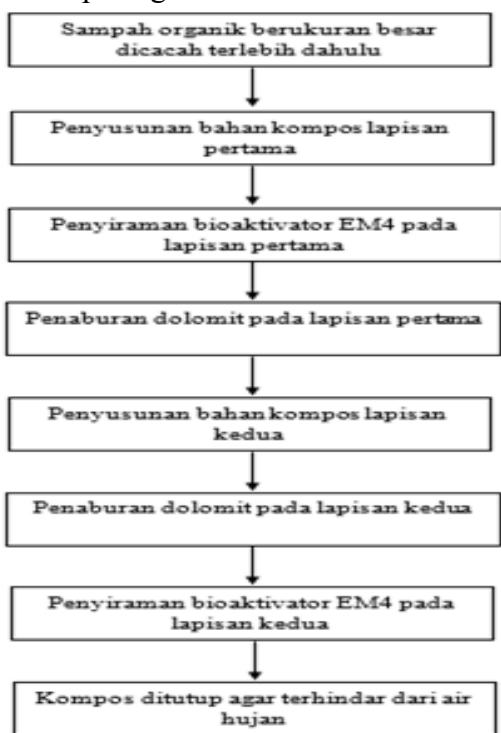 Sampah organik berukuran besar
dicacah terlebih dahulu
Penyusunan bahan kompos lapisan
pertama
Penyiraman bioaktivator EM4 pada
lapisan pertama
Penaburan dolomit pada lapisan pertama
Penyusunan bahan kompos lapisan
kedua
Penaburan dolomit pada lapisan kedua
Penyiraman bioaktivator EM4 pada
lapisan kedua
Kompos ditutup agar terhindar dari air
hujan